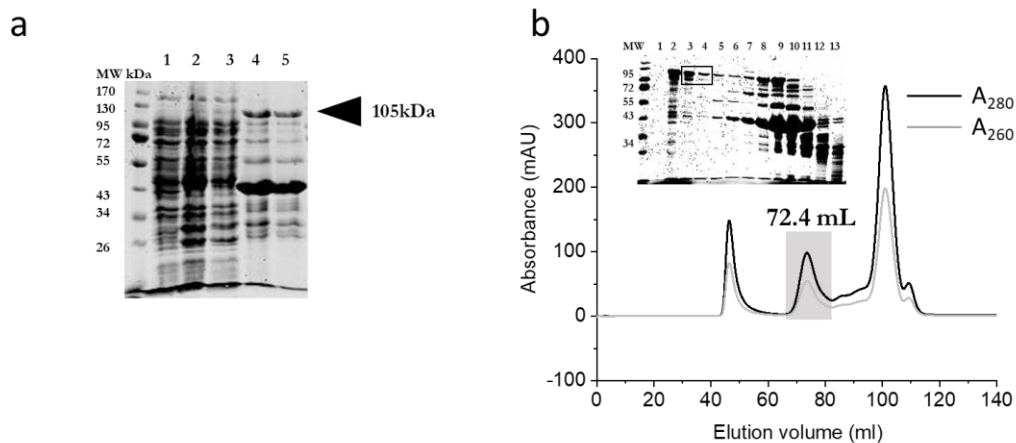 a
1 2 3 4 5
MW kDa
170
130
95
72
55
43
34
26
105kDa
b
MW 1 2 3 4 5 6 7 8 9 10 11 12 13
95
72
55
43
34
A280
A260
72.4 mL
Absorbance (mAU)
400
300
200
100
0
-100
0 20 40 60 80 100 120 140
Elution volume (ml)